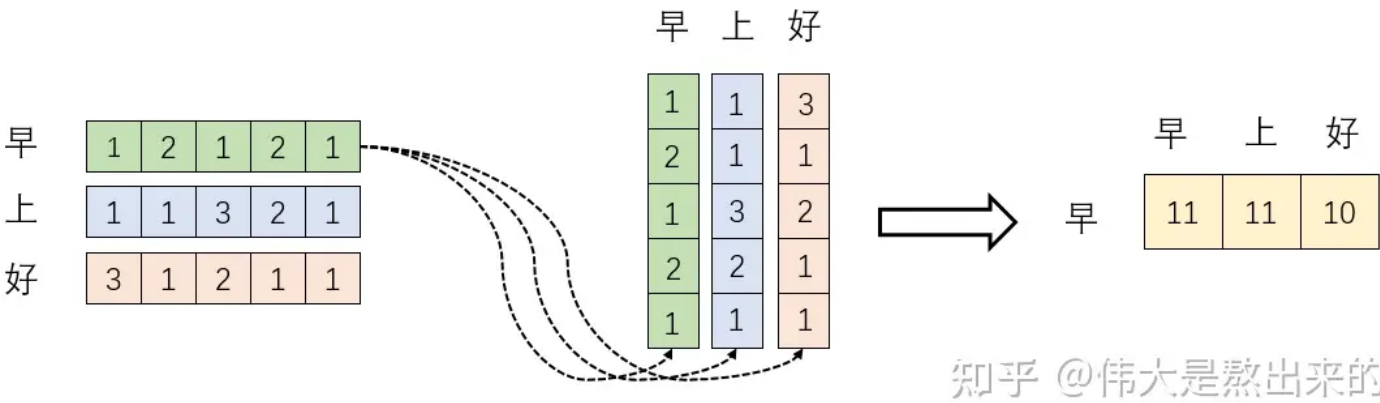 早 上 好
早 1 2 1 2 1
上 1 1 3 2 1
好 3 1 2 1 1
1 1 3
2 1 1
1 3 2
2 2 1
1 1 1
早 上 好
早 11 11 10
知乎 @伟大是熬出来的